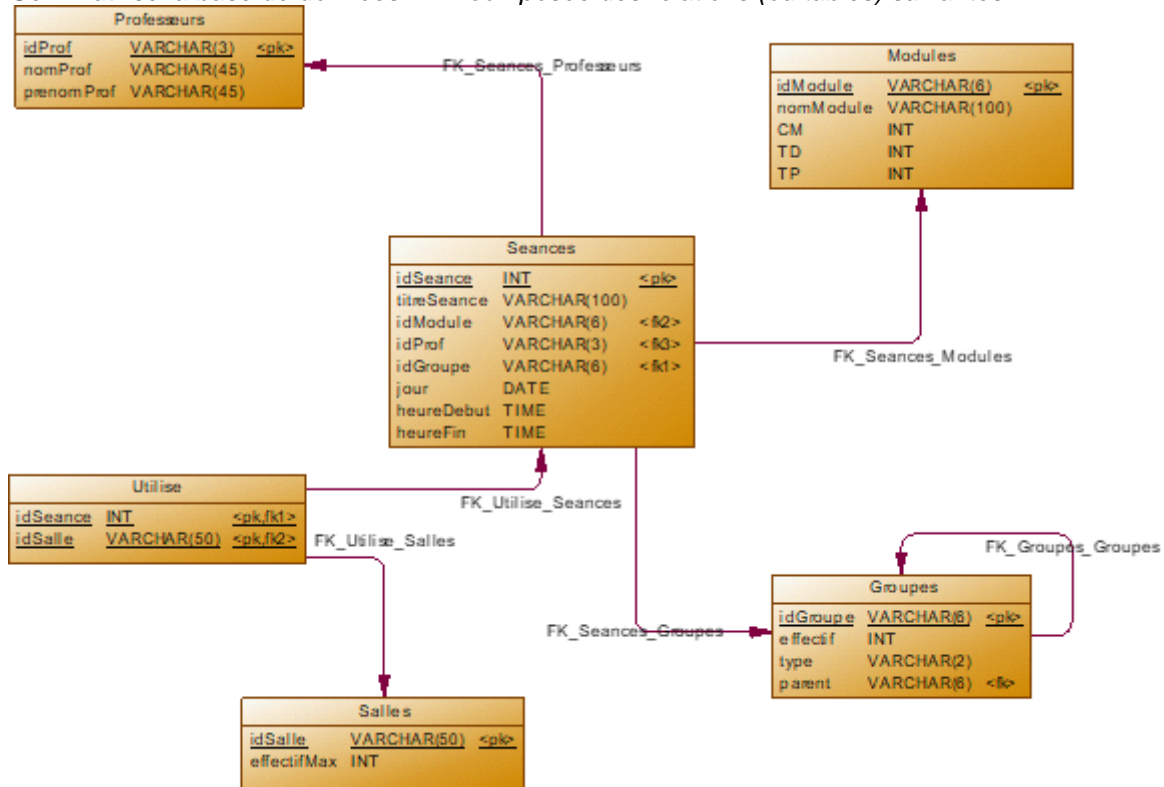 Professeurs
idProf VARCHAR(3) <pk>
nomProf VARCHAR(45)
prenomProf VARCHAR(45)
FK_Seances_Professeurs
Modules
idModule VARCHAR(6) <pk>
nomModule VARCHAR(100)
CM INT
TD INT
TP INT
Seances
idSeance INT <pk>
titreSeance VARCHAR(100)
idModule VARCHAR(6) <fk2>
idProf VARCHAR(3) <fk3>
idGroupe VARCHAR(6) <fk1>
jour DATE
heureDebut TIME
heureFin TIME
FK_Seances_Modules
Utilise
idSeance INT <pk,fk1>
idSalle VARCHAR(50) <pk,fk2>
FK_Utilise_Seances
FK_Utilise_Salles
FK_Groupes_Groupes
Groupes
idGroupe VARCHAR(6) <pk>
effectif INT
type VARCHAR(2)
parent VARCHAR(6) <fk>
FK_Seances_Groupes
Salles
idSalle VARCHAR(50) <pk>
effectifMax INT